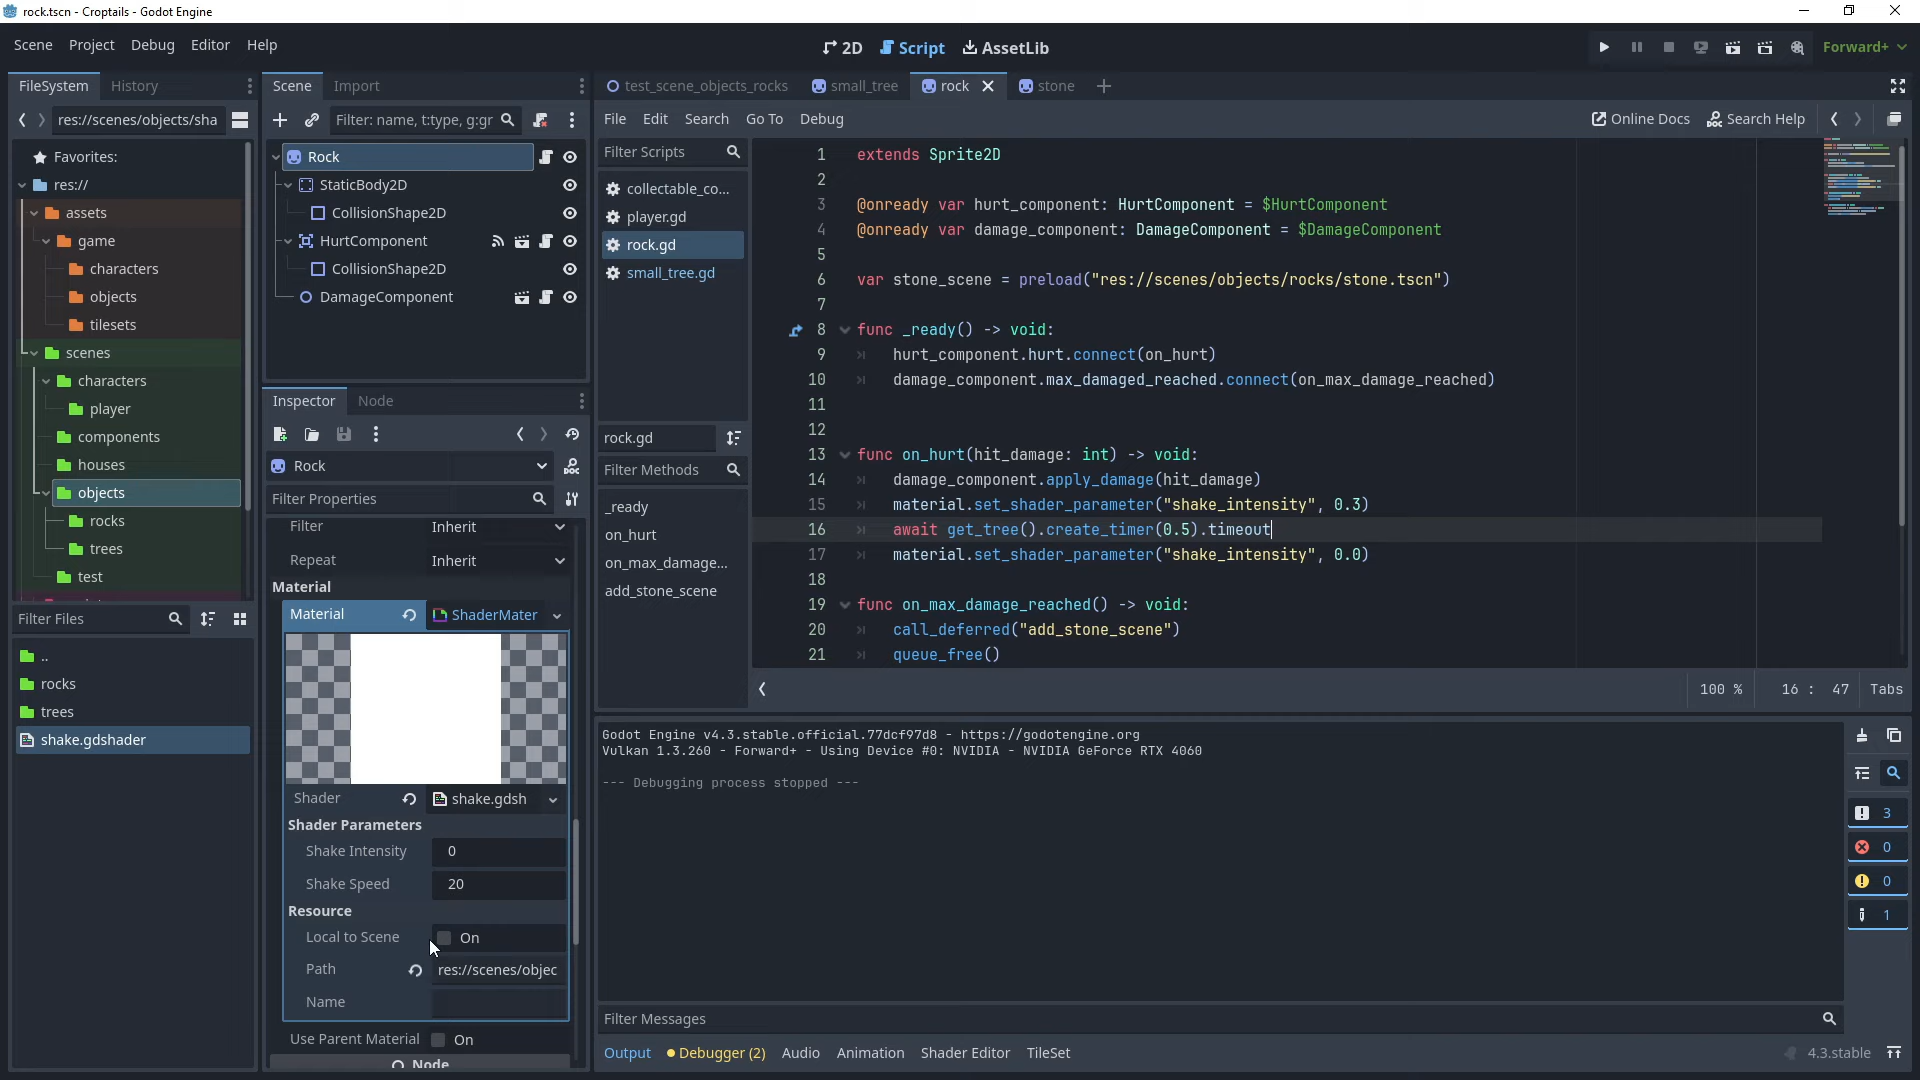 rock.tscn - Croptails - Godot Engine
Scene Project Debug Editor Help
2D Script AssetLib
Forward+
FileSystem History
res://scenes/objects/sha
Favorites:
res://
assets
game
characters
objects
tilesets
scenes
characters
player
components
houses
objects
rocks
trees
test
Filter Files
..
rocks
trees
shake.gdshader
Scene Import
Filter: name, t:type, g:gr
Rock
StaticBody2D
CollisionShape2D
HurtComponent
CollisionShape2D
DamageComponent
Inspector Node
Rock
Filter Properties
Filter Inherit
Repeat Inherit
Material
Material ShaderMater
Shader shake.gdsh
Shader Parameters
Shake Intensity 0
Shake Speed 20
Resource
Local to Scene On
Path res://scenes/objec
Name
Use Parent Material On
Node
test_scene_objects_rocks small_tree rock stone
File Edit Search Go To Debug
Online Docs Search Help
Filter Scripts
collectable_co...
player.gd
rock.gd
small_tree.gd
rock.gd
Filter Methods
_ready
on_hurt
on_max_damage...
add_stone_scene
1 extends Sprite2D
2
3 @onready var hurt_component: HurtComponent = $HurtComponent
4 @onready var damage_component: DamageComponent = $DamageComponent
5
6 var stone_scene = preload("res://scenes/objects/rocks/stone.tscn")
7
8 func _ready() -> void:
9 hurt_component.hurt.connect(on_hurt)
10 damage_component.max_damaged_reached.connect(on_max_damage_reached)
11
12
13 func on_hurt(hit_damage: int) -> void:
14 damage_component.apply_damage(hit_damage)
15 material.set_shader_parameter("shake_intensity", 0.3)
16 await get_tree().create_timer(0.5).timeout
17 material.set_shader_parameter("shake_intensity", 0.0)
18
19 func on_max_damage_reached() -> void:
20 call_deferred("add_stone_scene")
21 queue_free()
100 % 16 : 47 Tabs
Godot Engine v4.3.stable.official.77dcf97d8 - https://godotengine.org
Vulkan 1.3.260 - Forward+ - Using Device #0: NVIDIA - NVIDIA GeForce RTX 4060
--- Debugging process stopped ---
3
0
0
1
Filter Messages
Output Debugger (2) Audio Animation Shader Editor TileSet
4.3.stable